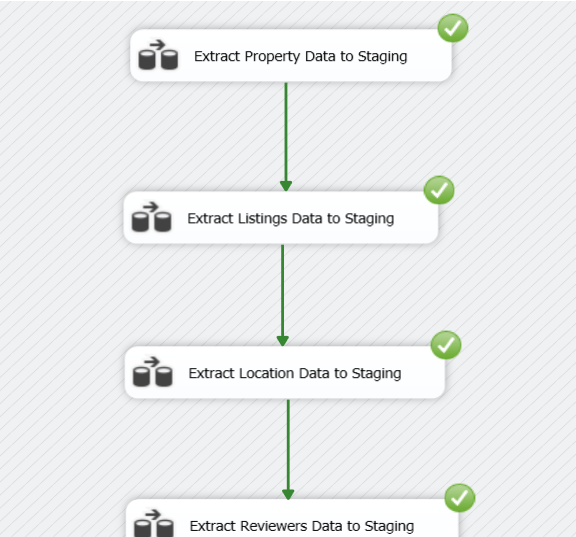 Extract Property Data to Staging
Extract Listings Data to Staging
Extract Location Data to Staging
Extract Reviewers Data to Staging